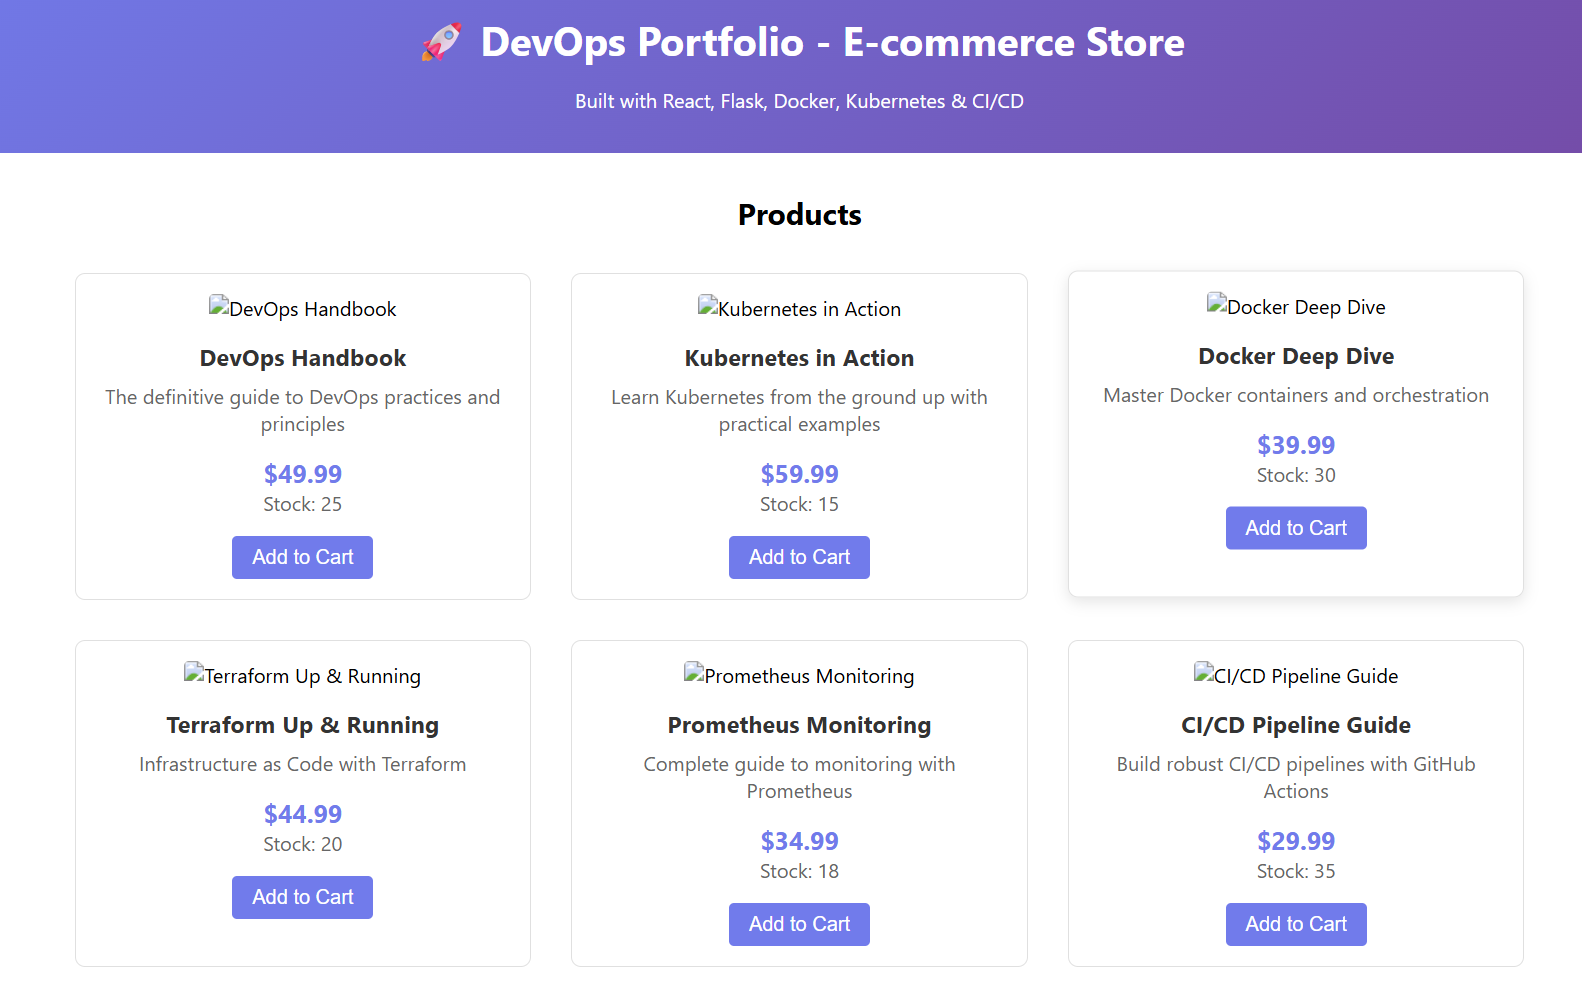 🚀 DevOps Portfolio - E-commerce Store
Built with React, Flask, Docker, Kubernetes & CI/CD
Products
DevOps Handbook
DevOps Handbook
The definitive guide to DevOps practices and
principles
$49.99
Stock: 25
Add to Cart
Kubernetes in Action
Kubernetes in Action
Learn Kubernetes from the ground up with
practical examples
$59.99
Stock: 15
Add to Cart
Docker Deep Dive
Docker Deep Dive
Master Docker containers and orchestration
$39.99
Stock: 30
Add to Cart
Terraform Up & Running
Terraform Up & Running
Infrastructure as Code with Terraform
$44.99
Stock: 20
Add to Cart
Prometheus Monitoring
Prometheus Monitoring
Complete guide to monitoring with
Prometheus
$34.99
Stock: 18
Add to Cart
CI/CD Pipeline Guide
CI/CD Pipeline Guide
Build robust CI/CD pipelines with GitHub
Actions
$29.99
Stock: 35
Add to Cart